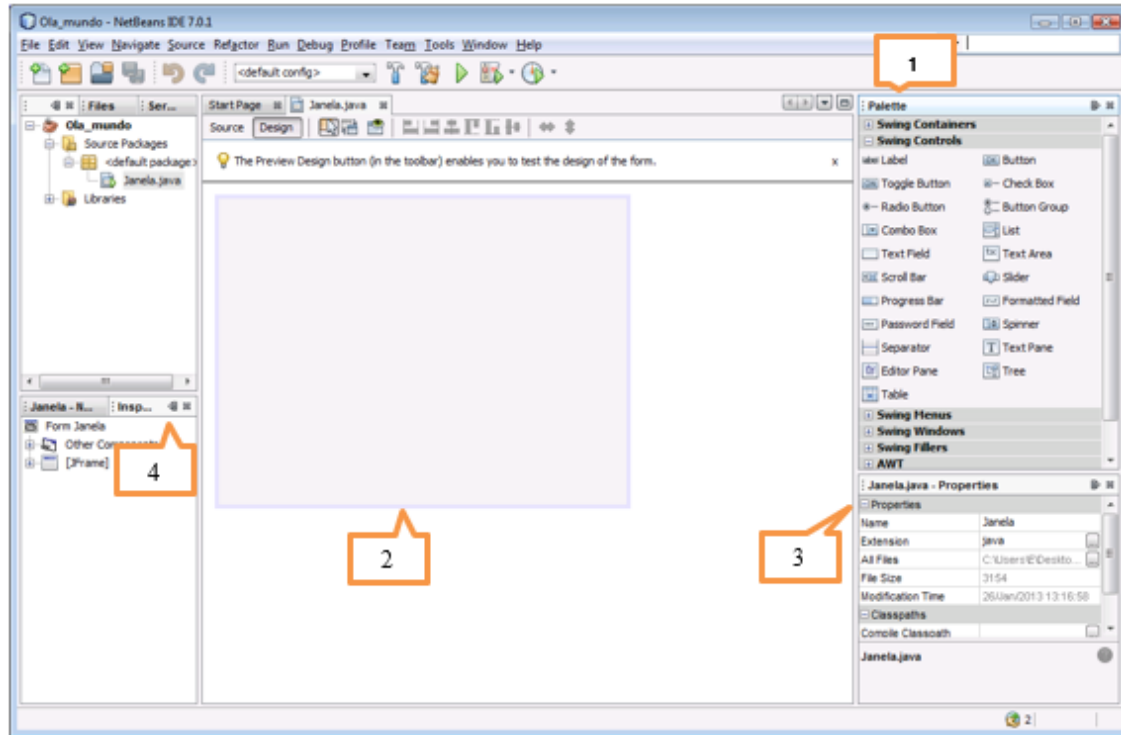 Ola_mundo - NetBeans IDE 7.0.1
File Edit View Navigate Source Refactor Run Debug Profile Team Tools Window Help
1
<default config>
Files Ser...
Start Page Janela.java
Palette
Ola_mundo
Source Packages
<default package>
Janela.java
Libraries
Source Design
The Preview Design button (in the toolbar) enables you to test the design of the form. x
Swing Containers
Swing Controls
Label Button
Toggle Button Check Box
Radio Button Button Group
Combo Box List
Text Field Text Area
Scroll Bar Slider
Progress Bar Formatted Field
Password Field Spinner
Separator Text Pane
Editor Pane Tree
Table
Swing Menus
Swing Windows
Swing Fillers
AWT
Janela - N... Insp...
Form Janela
Other Compon
[JFrame]
4
2
3
Janela.java - Properties
Properties
Name Janela
Extension java
All Files C:\Users\E\Deskto...
File Size 3154
Modification Time 26/Jan/2013 13:16:58
Classpaths
Compile Classpath
Janela.java
2